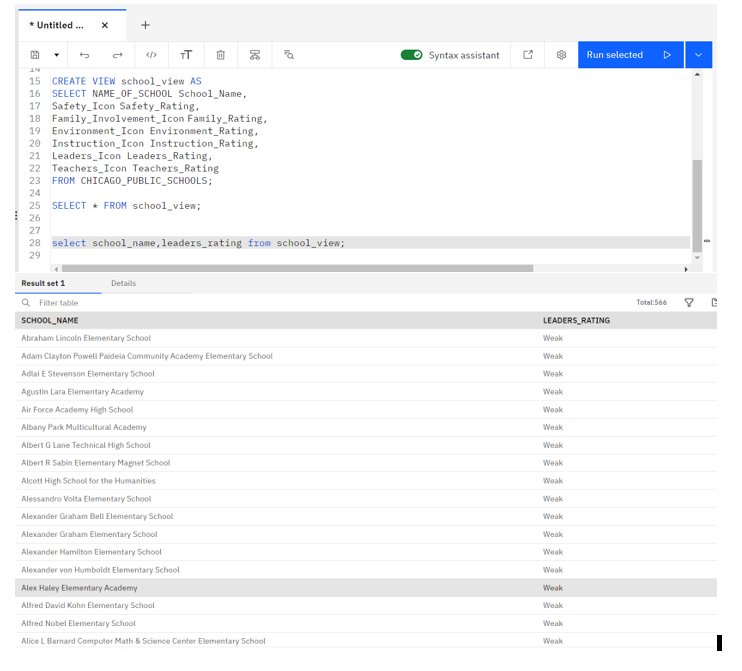 * Untitled ... ×
+
</> TT
Syntax assistant
Run selected
14
15 CREATE VIEW school_view AS
16 SELECT NAME_OF_SCHOOL School_Name,
17 Safety_Icon Safety_Rating,
18 Family_Involvement_Icon Family_Rating,
19 Environment_Icon Environment_Rating,
20 Instruction_Icon Instruction_Rating,
21 Leaders_Icon Leaders_Rating,
22 Teachers_Icon Teachers_Rating
23 FROM CHICAGO_PUBLIC_SCHOOLS;
24
25 SELECT * FROM school_view;
26
27
28 select school_name,leaders_rating from school_view;
29
Result set 1 Details
Filter table Total:566
SCHOOL_NAME LEADERS_RATING
Abraham Lincoln Elementary School Weak
Adam Clayton Powell Paideia Community Academy Elementary School Weak
Adlai E Stevenson Elementary School Weak
Agustin Lara Elementary Academy Weak
Air Force Academy High School Weak
Albany Park Multicultural Academy Weak
Albert G Lane Technical High School Weak
Albert R Sabin Elementary Magnet School Weak
Alcott High School for the Humanities Weak
Alessandro Volta Elementary School Weak
Alexander Graham Bell Elementary School Weak
Alexander Graham Elementary School Weak
Alexander Hamilton Elementary School Weak
Alexander von Humboldt Elementary School Weak
Alex Haley Elementary Academy Weak
Alfred David Kohn Elementary School Weak
Alfred Nobel Elementary School Weak
Alice L Barnard Computer Math & Science Center Elementary School Weak